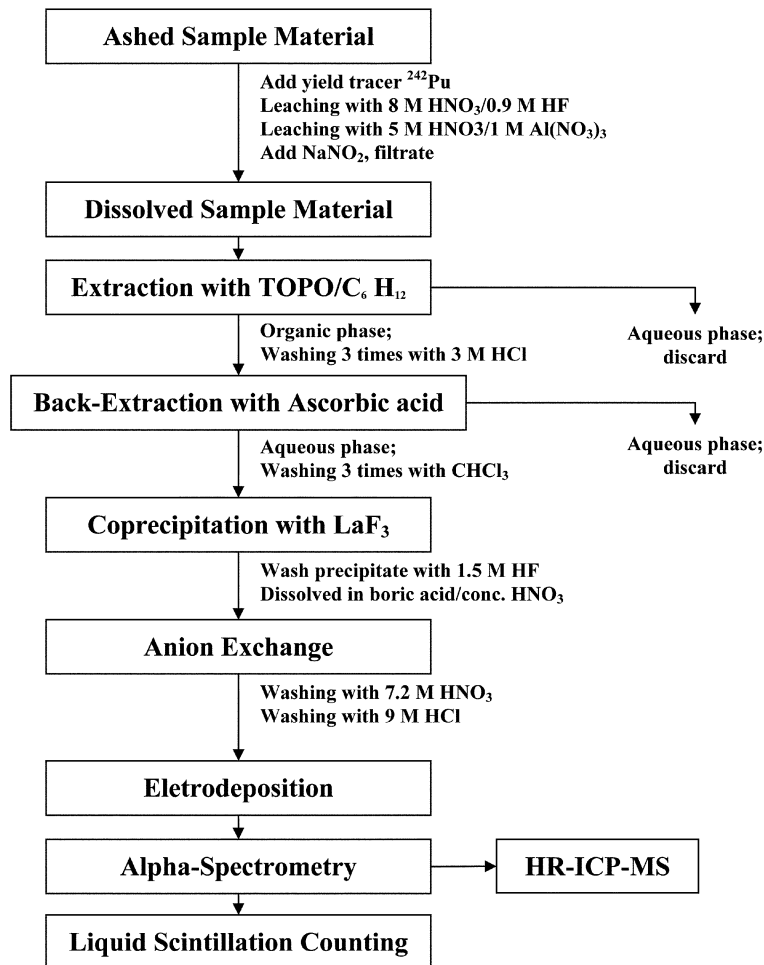 Ashed Sample Material
Add yield tracer ²⁴²Pu
Leaching with 8 M HNO₃/0.9 M HF
Leaching with 5 M HNO3/1 M Al(NO₃)₃
Add NaNO₂, filtrate
Dissolved Sample Material
Extraction with TOPO/C₆ H₁₂
Organic phase;
Washing 3 times with 3 M HCl
Aqueous phase;
discard
Back-Extraction with Ascorbic acid
Aqueous phase;
Washing 3 times with CHCl₃
Aqueous phase;
discard
Coprecipitation with LaF₃
Wash precipitate with 1.5 M HF
Dissolved in boric acid/conc. HNO₃
Anion Exchange
Washing with 7.2 M HNO₃
Washing with 9 M HCl
Eletrodeposition
Alpha-Spectrometry
HR-ICP-MS
Liquid Scintillation Counting